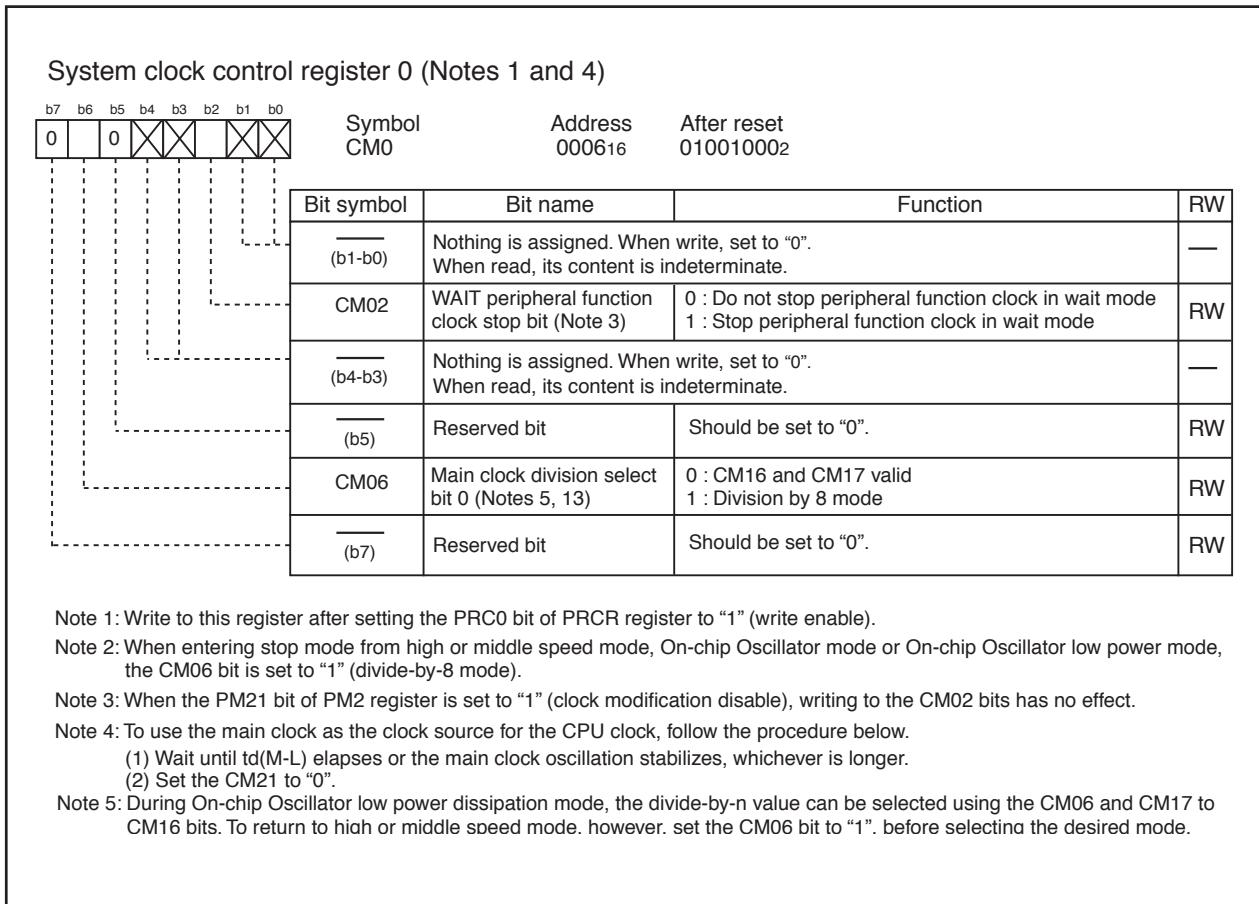 System clock control register 0 (Notes 1 and 4)
b7 b6 b5 b4 b3 b2 b1 b0
0 0
Symbol Address After reset
CM0 000616 010010002
Bit symbol Bit name Function RW
(b1-b0) Nothing is assigned. When write, set to “0”.
When read, its content is indeterminate. —
CM02 WAIT peripheral function clock stop bit (Note 3) 0 : Do not stop peripheral function clock in wait mode
1 : Stop peripheral function clock in wait mode RW
(b4-b3) Nothing is assigned. When write, set to “0”.
When read, its content is indeterminate. —
(b5) Reserved bit Should be set to “0”. RW
CM06 Main clock division select bit 0 (Notes 5, 13) 0 : CM16 and CM17 valid
1 : Division by 8 mode RW
(b7) Reserved bit Should be set to “0”. RW
Note 1: Write to this register after setting the PRC0 bit of PRCR register to “1” (write enable).
Note 2: When entering stop mode from high or middle speed mode, On-chip Oscillator mode or On-chip Oscillator low power mode,
the CM06 bit is set to “1” (divide-by-8 mode).
Note 3: When the PM21 bit of PM2 register is set to “1” (clock modification disable), writing to the CM02 bits has no effect.
Note 4: To use the main clock as the clock source for the CPU clock, follow the procedure below.
(1) Wait until td(M-L) elapses or the main clock oscillation stabilizes, whichever is longer.
(2) Set the CM21 to “0”.
Note 5: During On-chip Oscillator low power dissipation mode, the divide-by-n value can be selected using the CM06 and CM17 to
CM16 bits. To return to high or middle speed mode, however, set the CM06 bit to “1”, before selecting the desired mode.